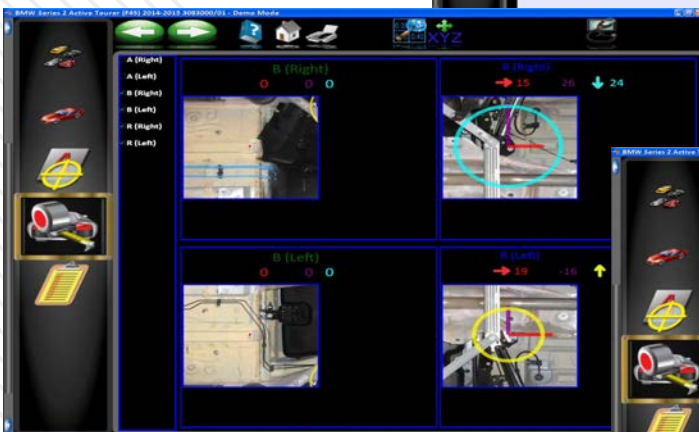 BMW Series 2 Active Tourer (F45) 2014-2015 3083000/01 - Demo Mode
XYZ
A (Right)
A (Left)
B (Right)
B (Left)
R (Right)
R (Left)
B (Right)
0 0 0
R (Right)
15 26 24
B (Left)
0 0 0
R (Left)
19 -16
BMW Series 2 Active T